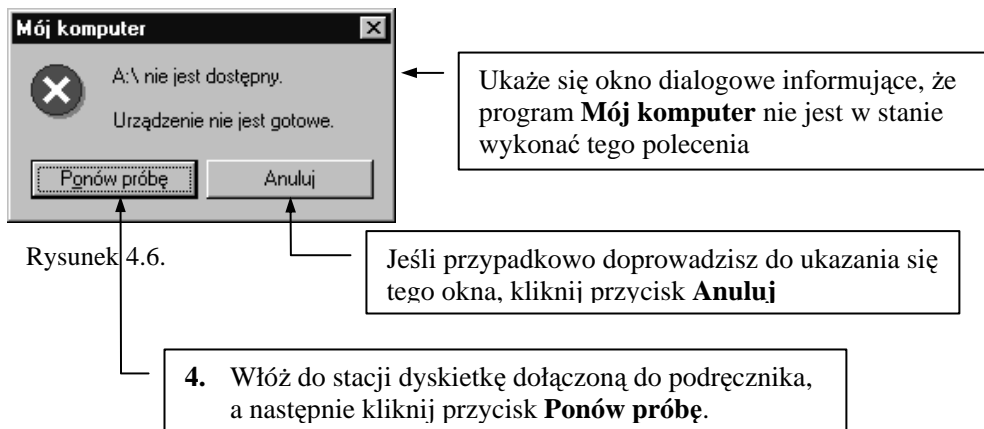 Mój komputer
A:\ nie jest dostępny.
Urządzenie nie jest gotowe.
Ponów próbę
Anuluj
Ukaże się okno dialogowe informujące, że
program Mój komputer nie jest w stanie
wykonać tego polecenia
Rysunek 4.6.
Jeśli przypadkowo doprowadzisz do ukazania się
tego okna, kliknij przycisk Anuluj
4. Włóż do stacji dyskietkę dołączoną do podręcznika,
a następnie kliknij przycisk Ponów próbę.